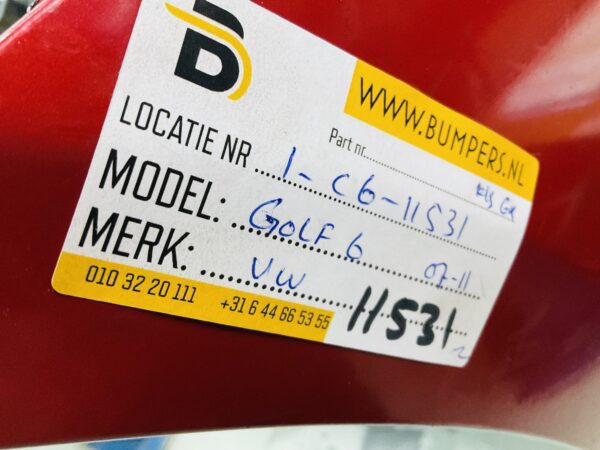 B
WWW.BUMPERS.NL
Part nr.
LOCATIE NR 1-C6-11531
MODEL: GOLF 6 07-11
MERK: VW 11531
010 32 20 111 +31 6 44 66 53 55